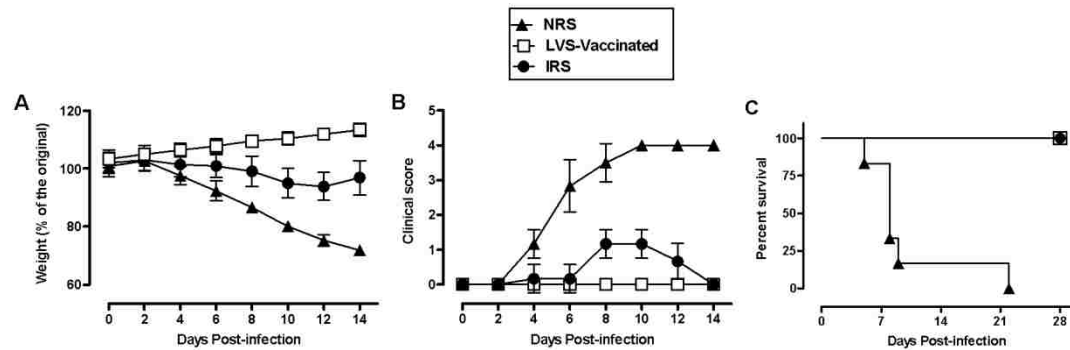 NRS
LVS-Vaccinated
IRS
A
120
100
80
60
Weight (% of the original)
0 2 4 6 8 10 12 14
Days Post-infection
B
5
4
3
2
1
0
Clinical score
0 2 4 6 8 10 12 14
Days Post-infection
C
100
75
50
25
0
Percent survival
0 7 14 21 28
Days Post-infection